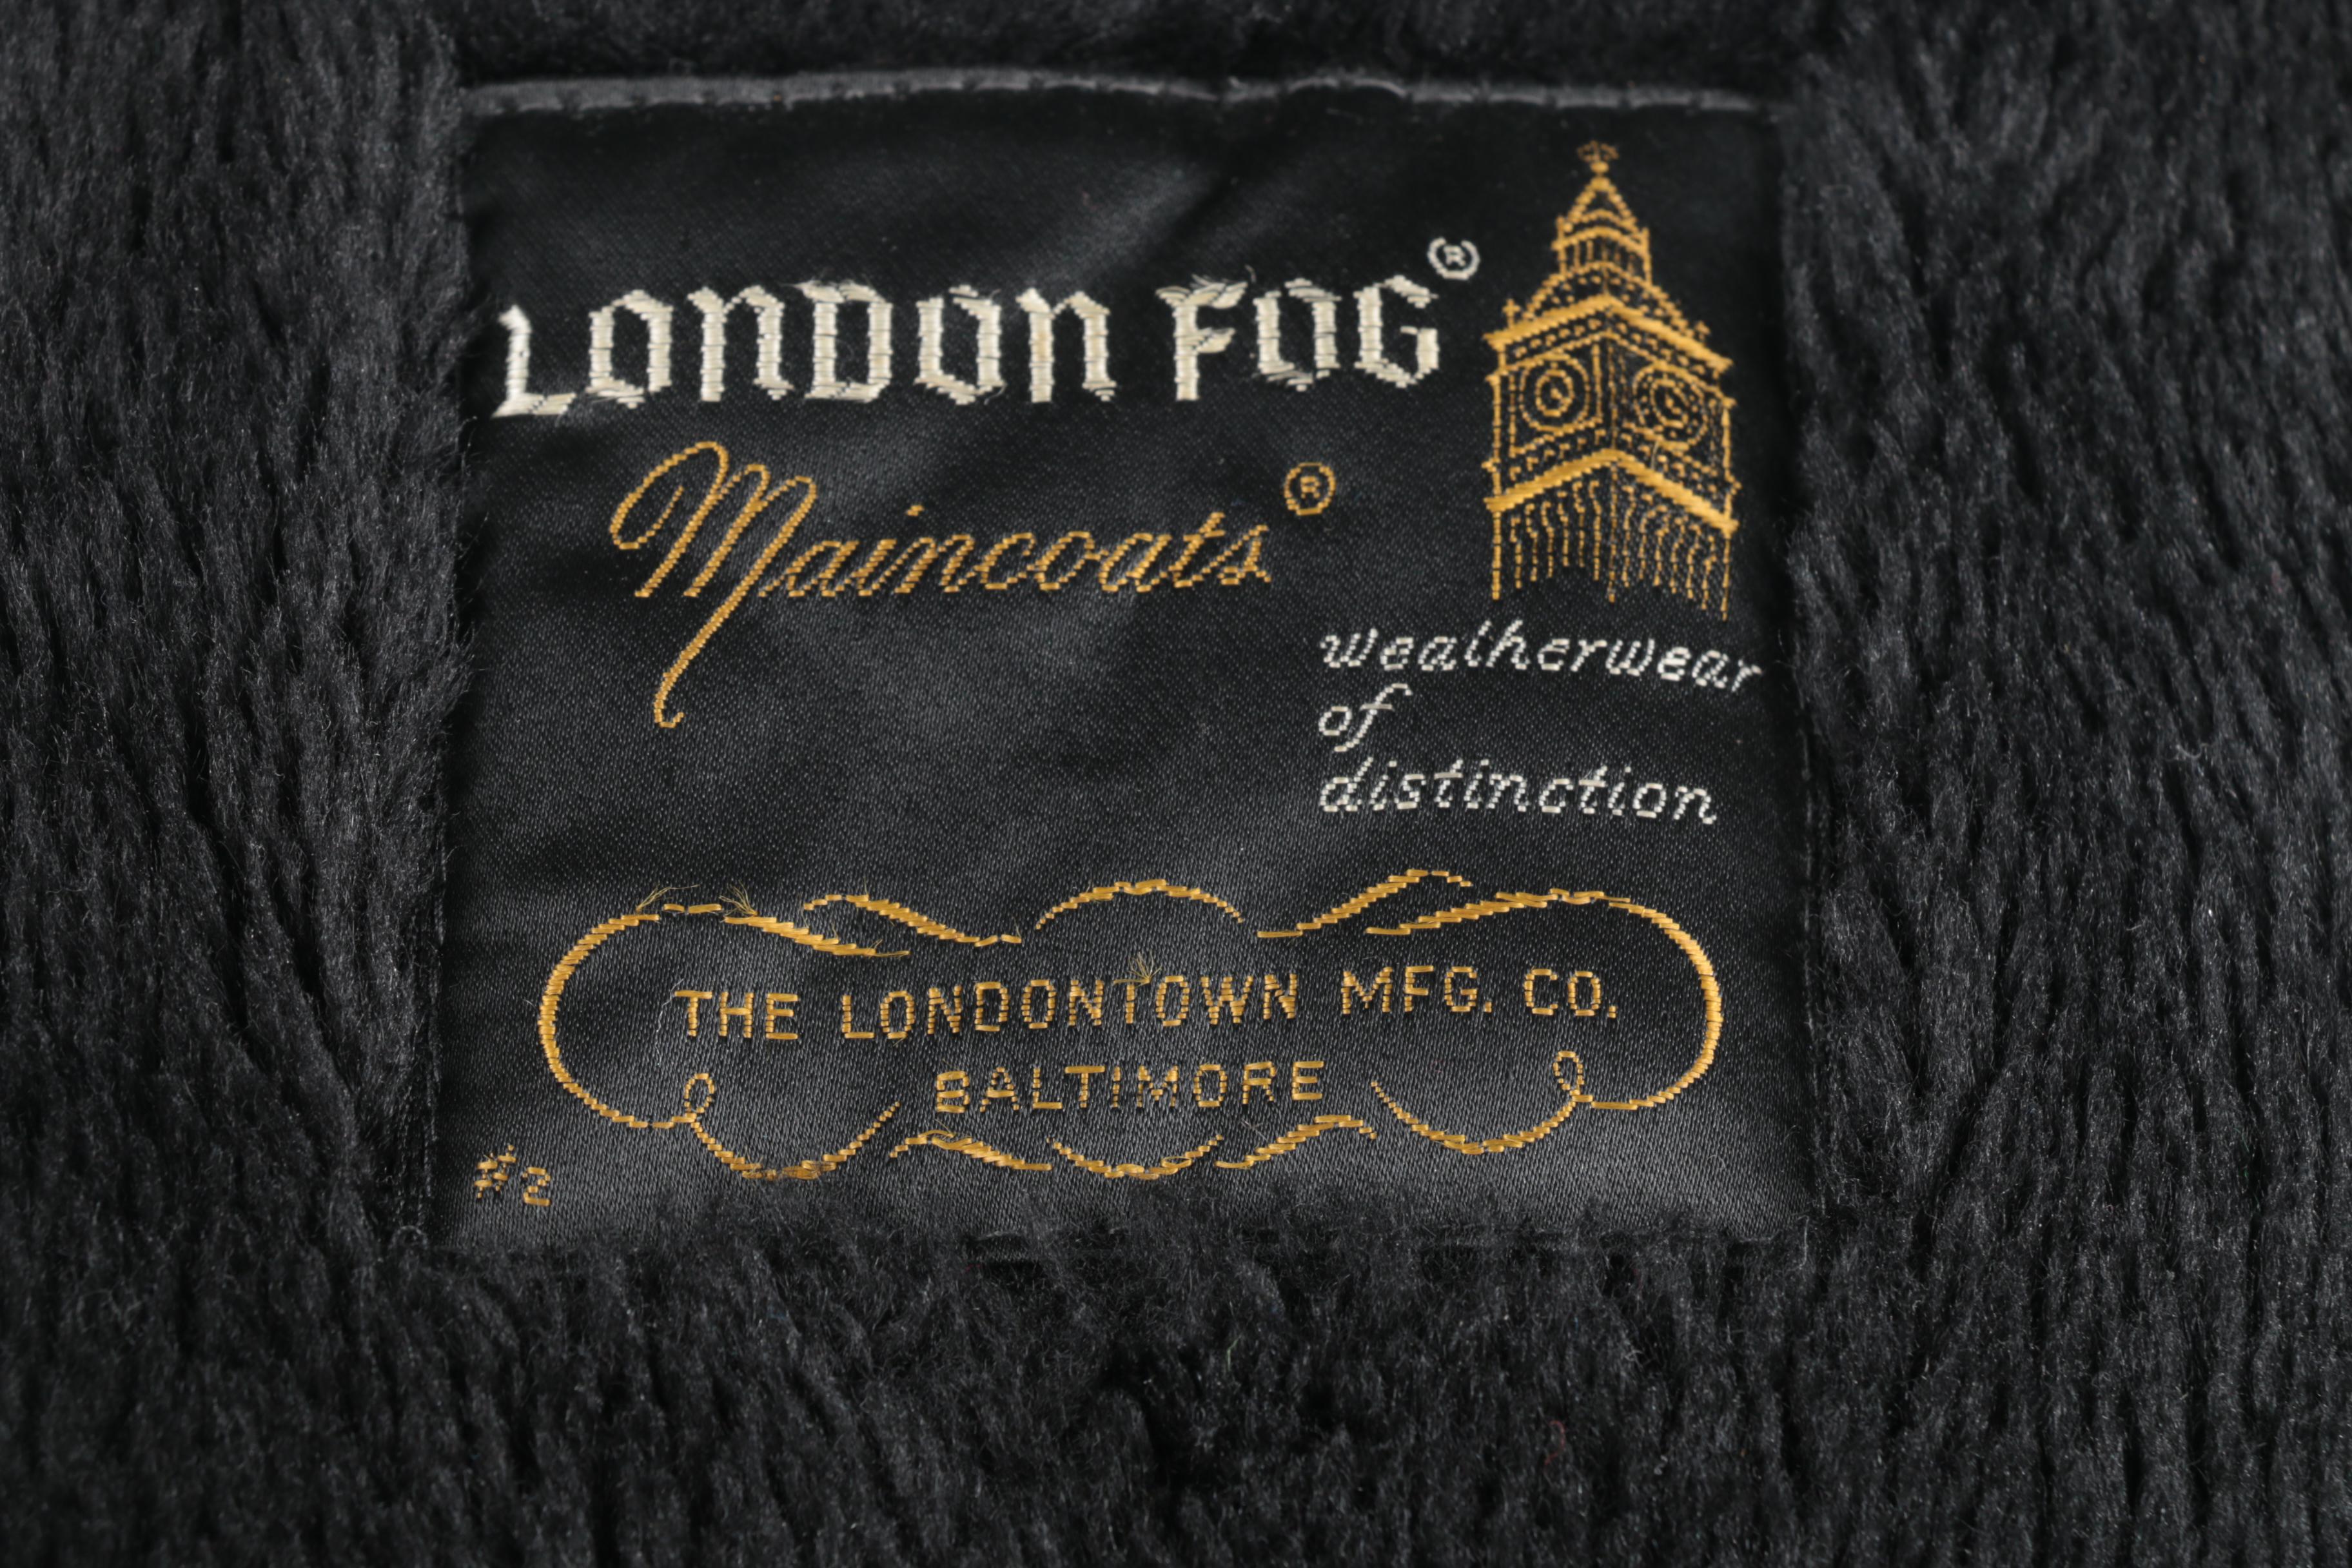 LONDON FOG®
Maincoats®
weatherwear
of
distinction
THE LONDONTOWN MFG. CO.
BALTIMORE
#2